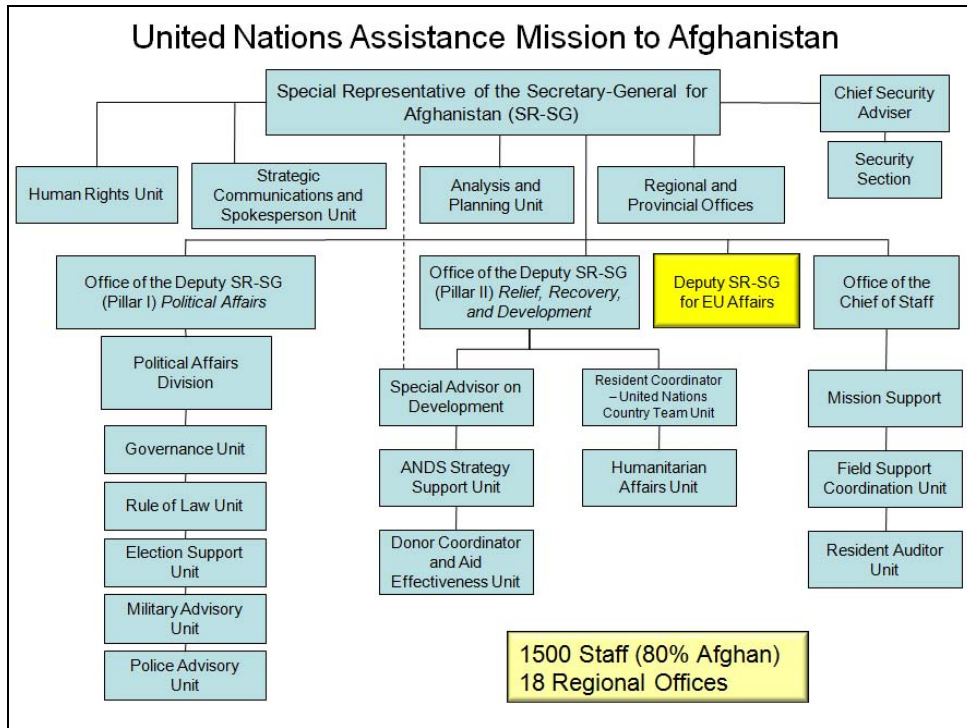 United Nations Assistance Mission to Afghanistan
Special Representative of the Secretary-General for
Afghanistan (SR-SG)
Chief Security
Adviser
Security
Section
Human Rights Unit
Strategic
Communications and
Spokesperson Unit
Analysis and
Planning Unit
Regional and
Provincial Offices
Office of the Deputy SR-SG
(Pillar I) Political Affairs
Office of the Deputy SR-SG
(Pillar II) Relief, Recovery,
and Development
Deputy SR-SG
for EU Affairs
Office of the
Chief of Staff
Political Affairs
Division
Governance Unit
Rule of Law Unit
Election Support
Unit
Military Advisory
Unit
Police Advisory
Unit
Special Advisor on
Development
ANDS Strategy
Support Unit
Donor Coordinator
and Aid
Effectiveness Unit
Resident Coordinator
– United Nations
Country Team Unit
Humanitarian
Affairs Unit
Mission Support
Field Support
Coordination Unit
Resident Auditor
Unit
1500 Staff (80% Afghan)
18 Regional Offices